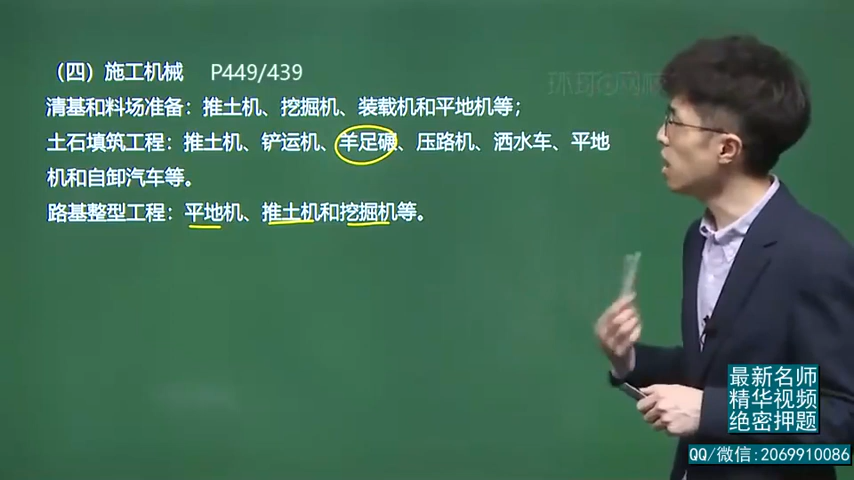 （四）施工机械 P449/439
清基和料场准备：推土机、挖掘机、装载机和平地机等；
土石填筑工程：推土机、铲运机、羊足碾、压路机、洒水车、平地
机和自卸汽车等。
路基整型工程：平地机、推土机和挖掘机等。
最新名师
精华视频
绝密押题
QQ/微信:2069910086